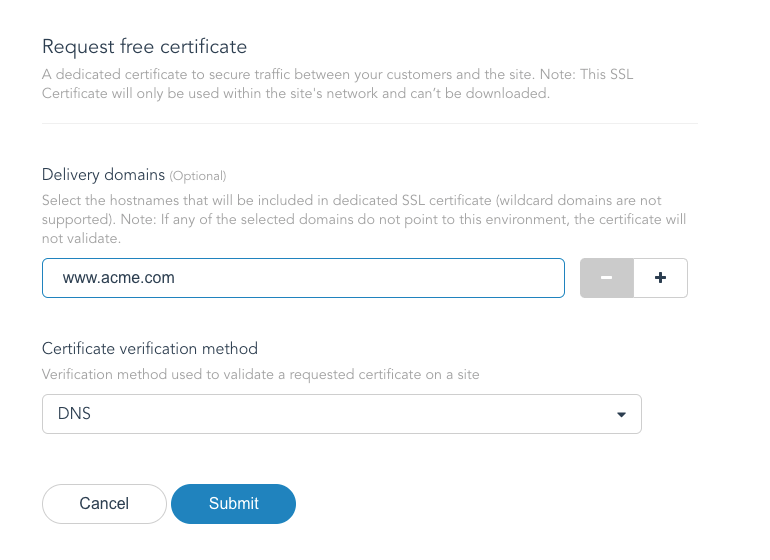 Request free certificate
A dedicated certificate to secure traffic between your customers and the site. Note: This SSL
Certificate will only be used within the site's network and can't be downloaded.
Delivery domains (Optional)
Select the hostnames that will be included in dedicated SSL certificate (wildcard domains are not
supported). Note: If any of the selected domains do not point to this environment, the certificate will
not validate.
www.acme.com
Certificate verification method
Verification method used to validate a requested certificate on a site
DNS
Cancel Submit